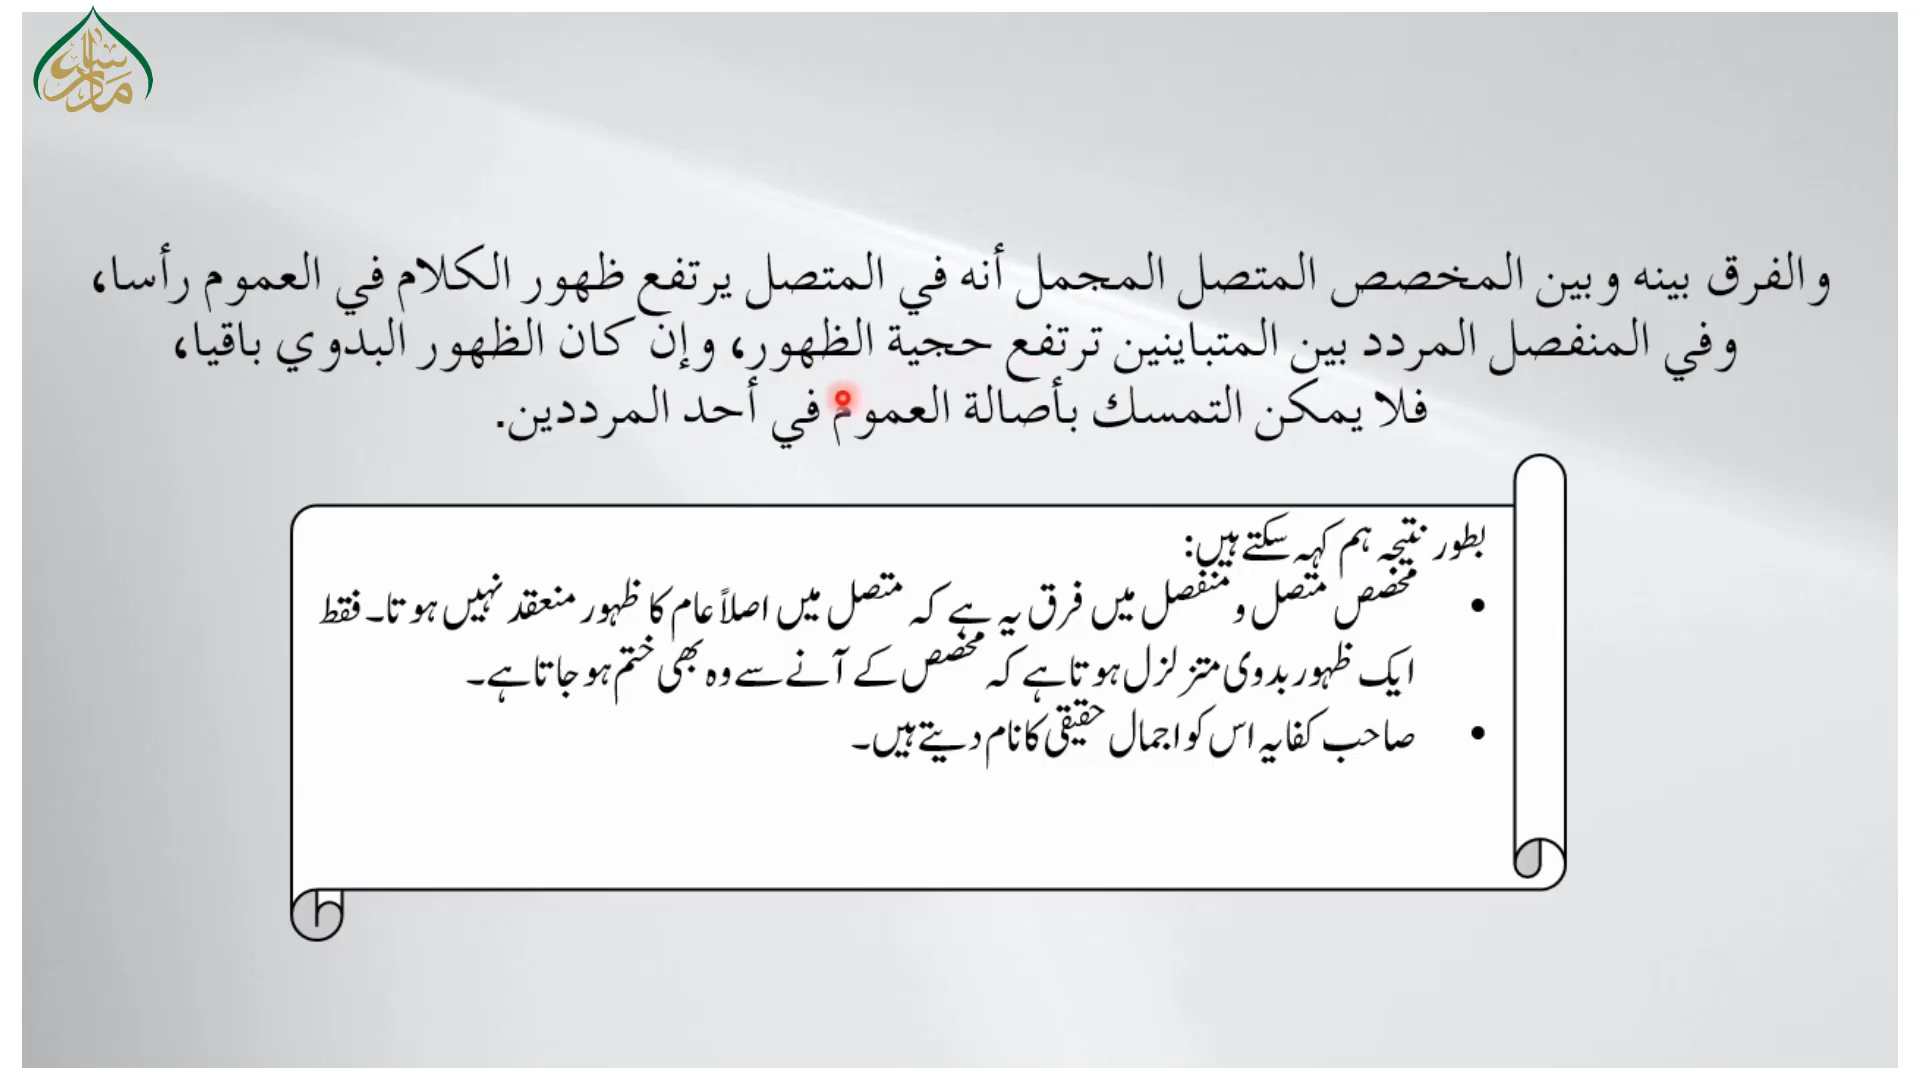 والفرق بينه وبين المخصص المتصل المجمل أنه في المتصل يرتفع ظهور الكلام في العموم رأسا،
وفي المنفصل المردد بين المتباينين ترتفع حجية الظهور، وإن كان الظهور البدوي باقيا،
فلا يمكن التمسك بأصالة العموم في أحد المرددين.
بطور نتیجہ ہم کہہ سکتے ہیں:
• مخصص متصل و منفصل میں فرق یہ ہے کہ متصل میں اصلاً عام کا ظہور منعقد نہیں ہوتا۔ فقط
ایک ظہور بدوی متزلزل ہوتا ہے کہ مخصص کے آنے سے وہ بھی ختم ہو جاتا ہے۔
• صاحب کفایہ اس کو اجمال حقیقی کا نام دیتے ہیں۔